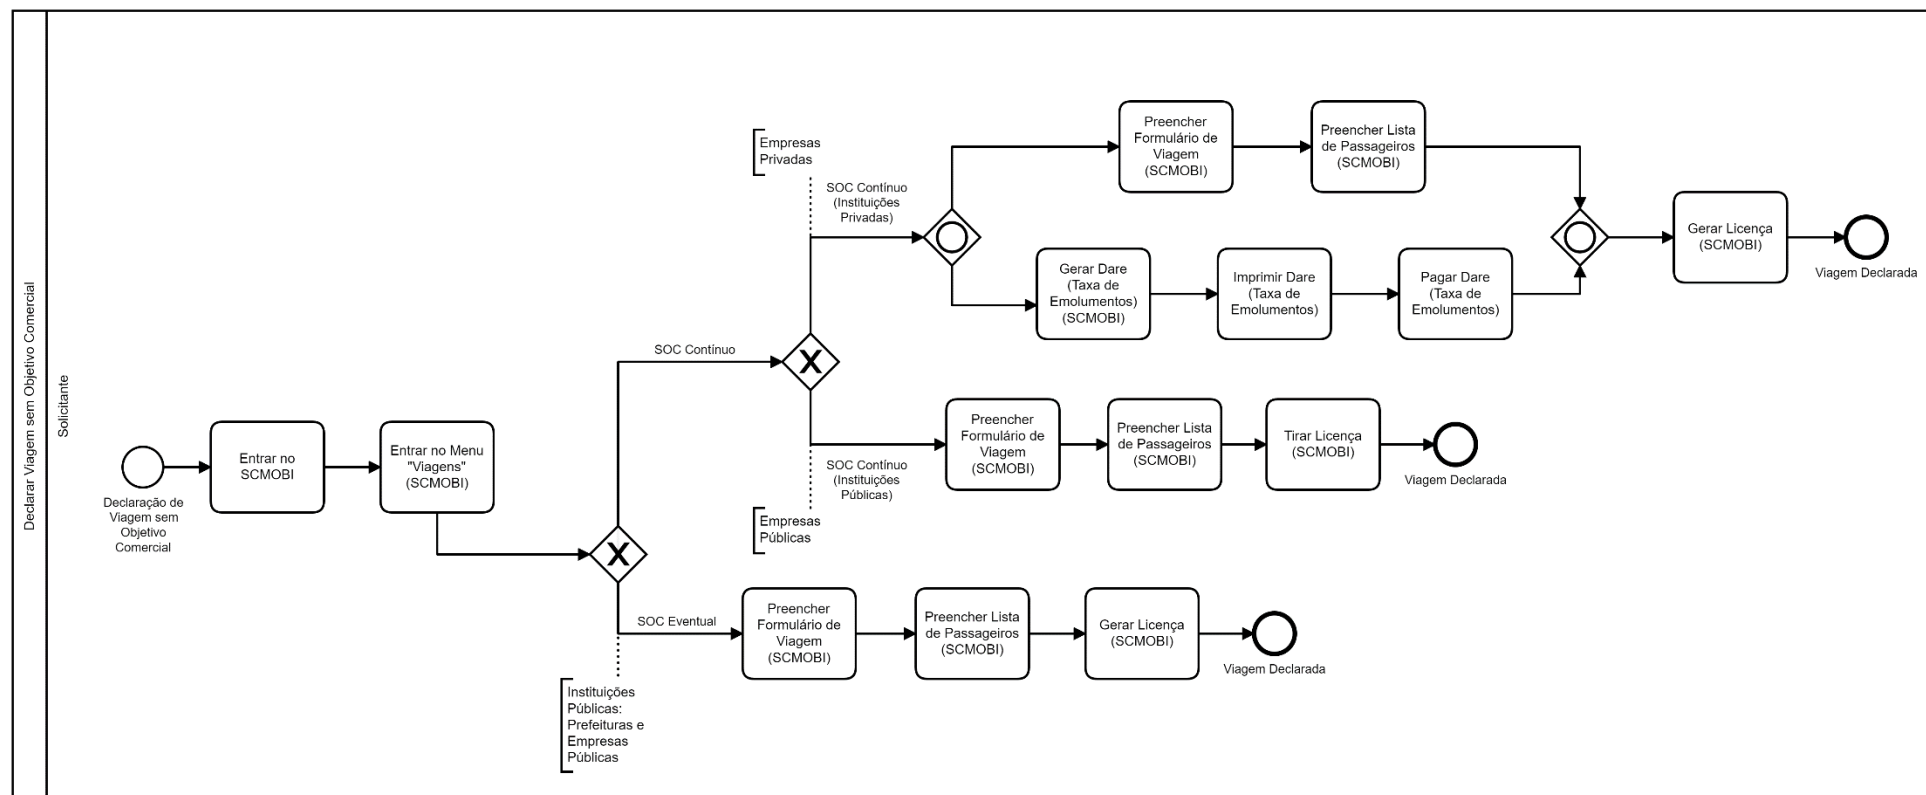 Declarar Viagem sem Objetivo Comercial
Solicitante
Declaração de
Viagem sem
Objetivo
Comercial
Entrar no
SCMOBI
Entrar no Menu
"Viagens"
(SCMOBI)
SOC Contínuo
Empresas
Privadas
SOC Contínuo
(Instituições
Privadas)
Preencher
Formulário de
Viagem
(SCMOBI)
Preencher Lista
de Passageiros
(SCMOBI)
Gerar Dare
(Taxa de
Emolumentos)
(SCMOBI)
Imprimir Dare
(Taxa de
Emolumentos)
Pagar Dare
(Taxa de
Emolumentos)
Gerar Licença
(SCMOBI)
Viagem Declarada
SOC Contínuo
(Instituições
Públicas)
Empresas
Públicas
Preencher
Formulário de
Viagem
(SCMOBI)
Preencher Lista
de Passageiros
(SCMOBI)
Tirar Licença
(SCMOBI)
Viagem Declarada
SOC Eventual
Instituições
Públicas:
Prefeituras e
Empresas
Públicas
Preencher
Formulário de
Viagem
(SCMOBI)
Preencher Lista
de Passageiros
(SCMOBI)
Gerar Licença
(SCMOBI)
Viagem Declarada